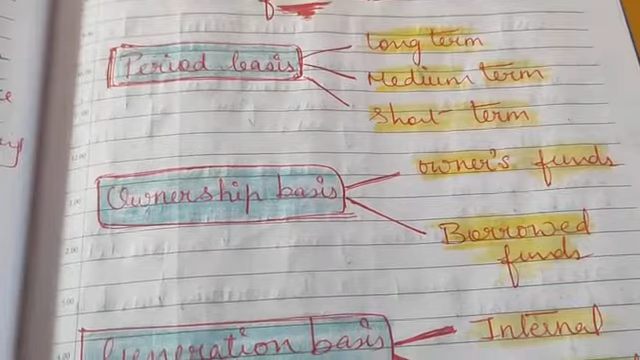 Period basis
Long term
Medium term
Short term
Ownership basis
owner's funds
Borrowed
funds
Generation basis
Internal